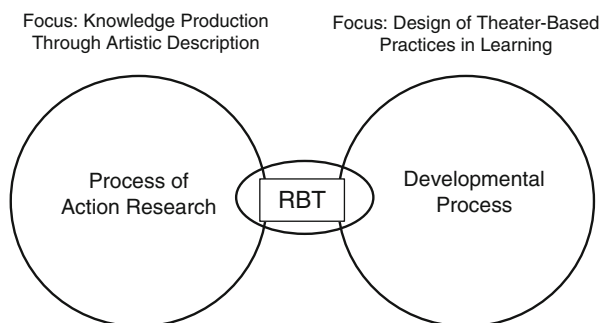 Focus: Knowledge Production
Through Artistic Description
Focus: Design of Theater-Based
Practices in Learning
Process of
Action Research
RBT
Developmental
Process